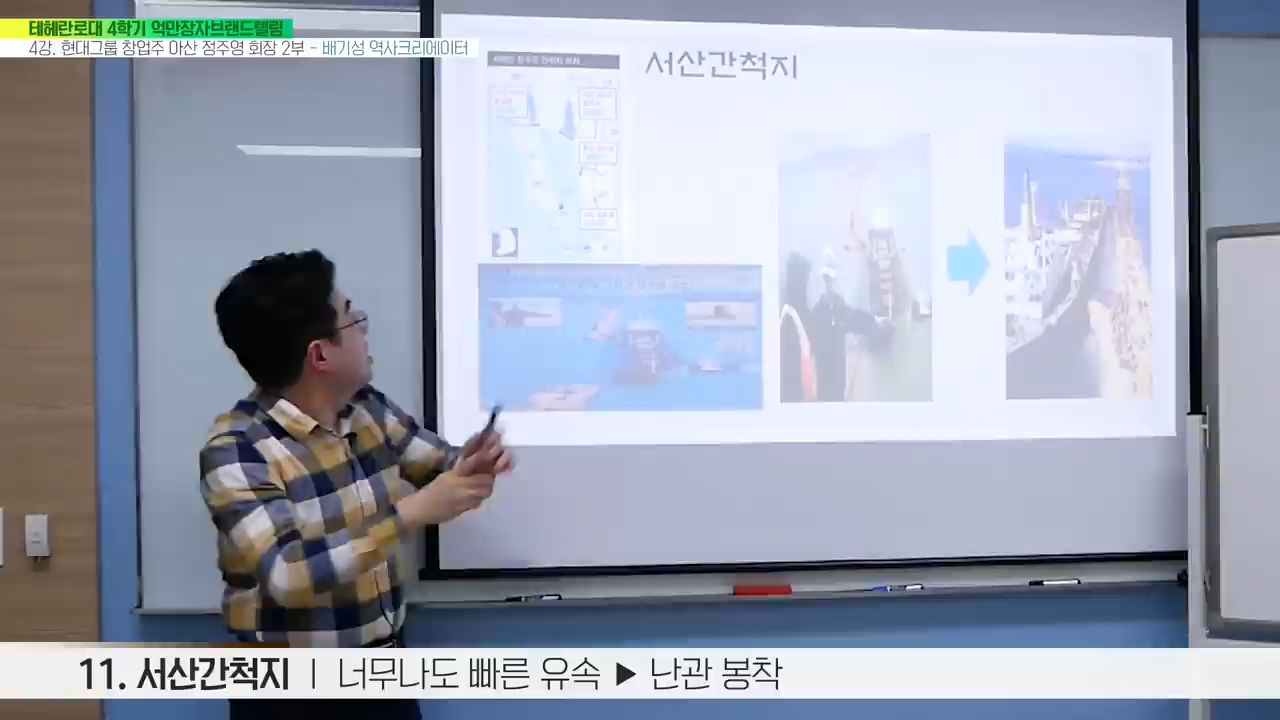 테헤란로대 4학기 억만장자브랜드텔링
4강. 현대그룹 창업주 아산 정주영 회장 2부 - 배기성 역사크리에이터
서산간척지
11. 서산간척지 | 너무나도 빠른 유속 ▶ 난관 봉착